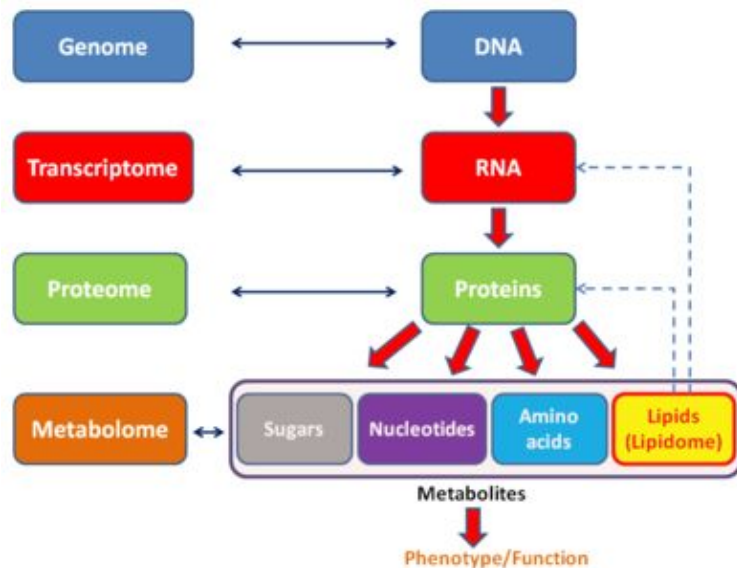 Genome
DNA
Transcriptome
RNA
Proteome
Proteins
Metabolome
Sugars
Nucleotides
Amino
acids
Lipids
(Lipidome)
Metabolites
Phenotype/Function